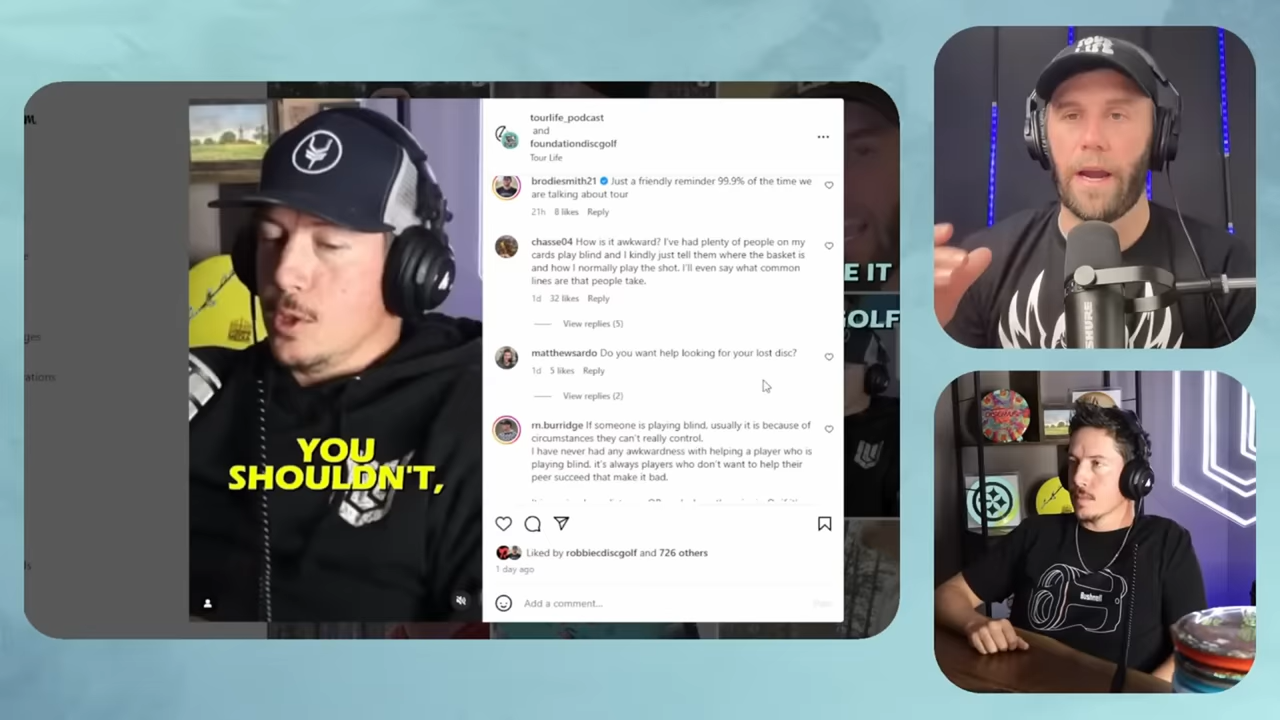 tourlife_podcast
and
foundationdiscgolf
Tour Life
brodiesmith21 Just a friendly reminder 99.9% of the time we
are talking about tour
21h 8 likes Reply
chasse04 How is it awkward? I've had plenty of people on my
cards play blind and I kindly just tell them where the basket is
and how I normally play the shot. I'll even say what common
lines are that people take.
1d 32 likes Reply
View replies (5)
matthewsardo Do you want help looking for your lost disc?
1d 5 likes Reply
View replies (2)
rn.burridge If someone is playing blind, usually it is because of
circumstances they can't really control.
I have never had any awkwardness with helping a player who is
playing blind, it's always players who don't want to help their
peer succeed that make it bad.
Liked by robbiecdiscgolf and 726 others
1 day ago
Add a comment...
YOU
SHOULDN'T,
E IT
GOLF
SHURE
Bushnell